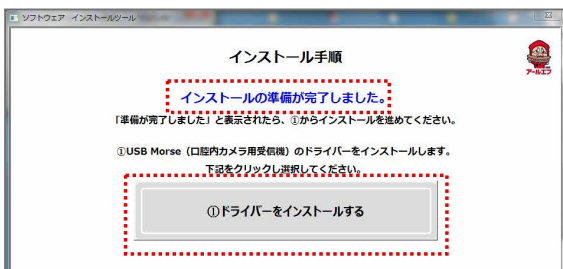 ソフトウェア インストールツール
インストール手順
アールエフ
インストールの準備が完了しました。
「準備が完了しました」と表示されたら、①からインストールを進めてください。
①USB Morse（口腔内カメラ用受信機）のドライバーをインストールします。
下記をクリックし選択してください。
①ドライバーをインストールする